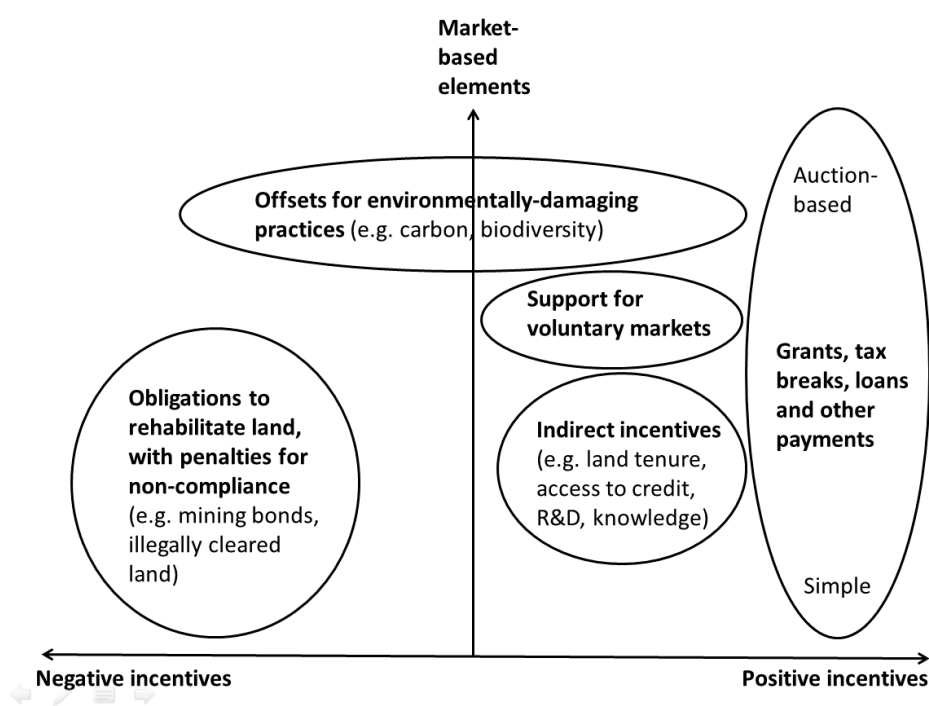 Market-
based
elements
Offsets for environmentally-damaging
practices (e.g. carbon, biodiversity)
Support for
voluntary markets
Auction-
based
Grants, tax
breaks, loans
and other
payments
Simple
Obligations to
rehabilitate land,
with penalties for
non-compliance
(e.g. mining bonds,
illegally cleared
land)
Indirect incentives
(e.g. land tenure,
access to credit,
R&D, knowledge)
Negative incentives
Positive incentives